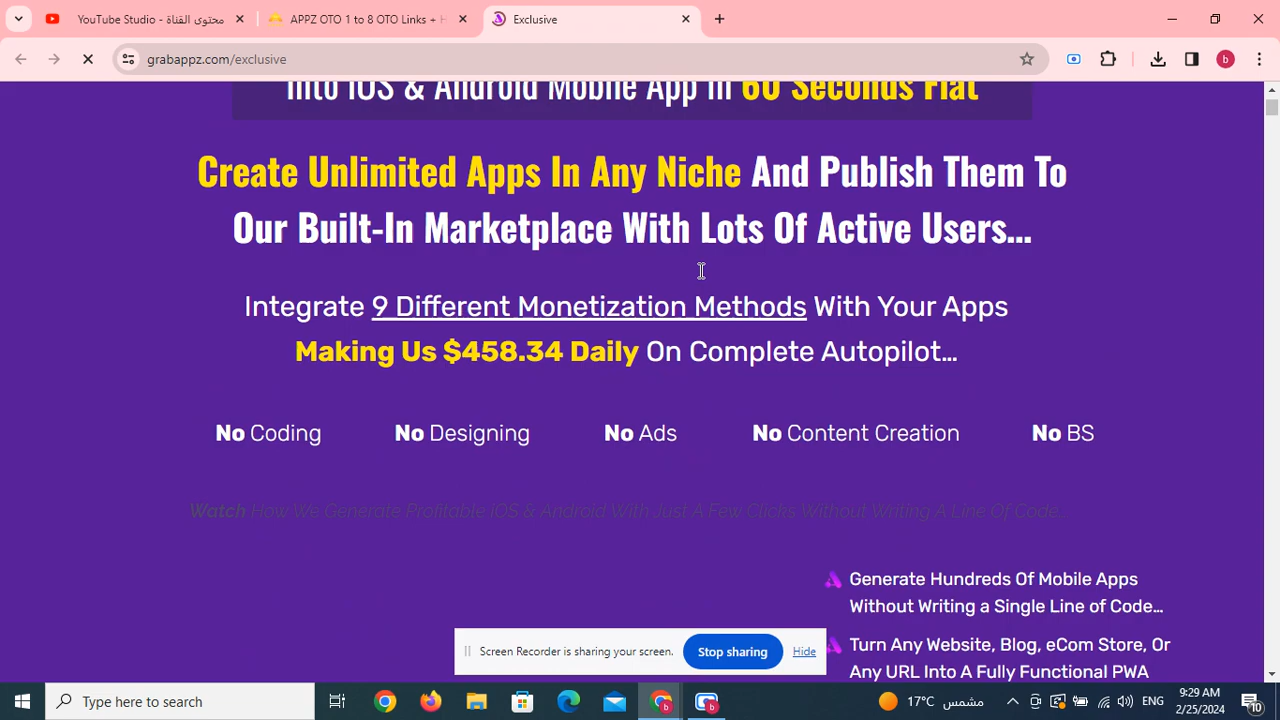 YouTube Studio - محتوى القناة
APPZ OTO 1 to 8 OTO Links +
Exclusive
grabappz.com/exclusive
b
Into iOS & Android Mobile App In 60 Seconds Flat
Create Unlimited Apps In Any Niche And Publish Them To
Our Built-In Marketplace With Lots Of Active Users...
Integrate 9 Different Monetization Methods With Your Apps
Making Us $458.34 Daily On Complete Autopilot...
No Coding
No Designing
No Ads
No Content Creation
No BS
Watch How We Generate Profitable iOS & Android With Just A Few Clicks Without Writing A Line Of Code...
Generate Hundreds Of Mobile Apps
Without Writing a Single Line of Code...
Turn Any Website, Blog, eCom Store, Or
Any URL Into A Fully Functional PWA
Screen Recorder is sharing your screen.
Stop sharing
Hide
Type here to search
17°C مشمس
ENG
9:29 AM
2/25/2024
10